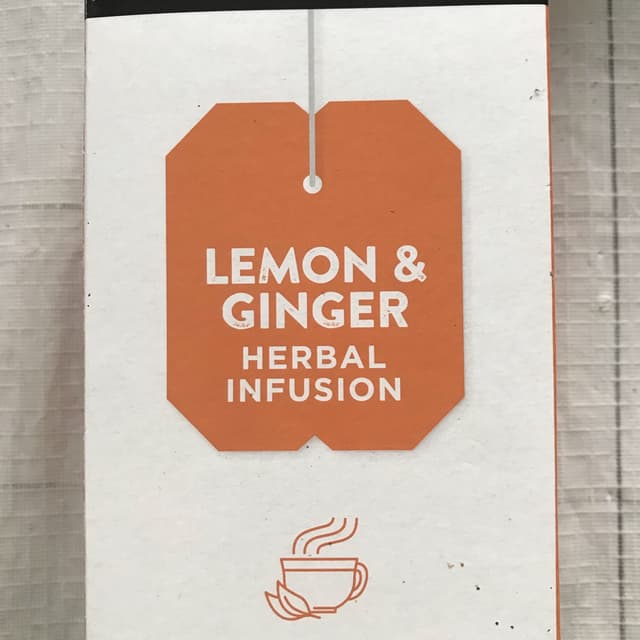 LEMON &
GINGER
HERBAL
INFUSION